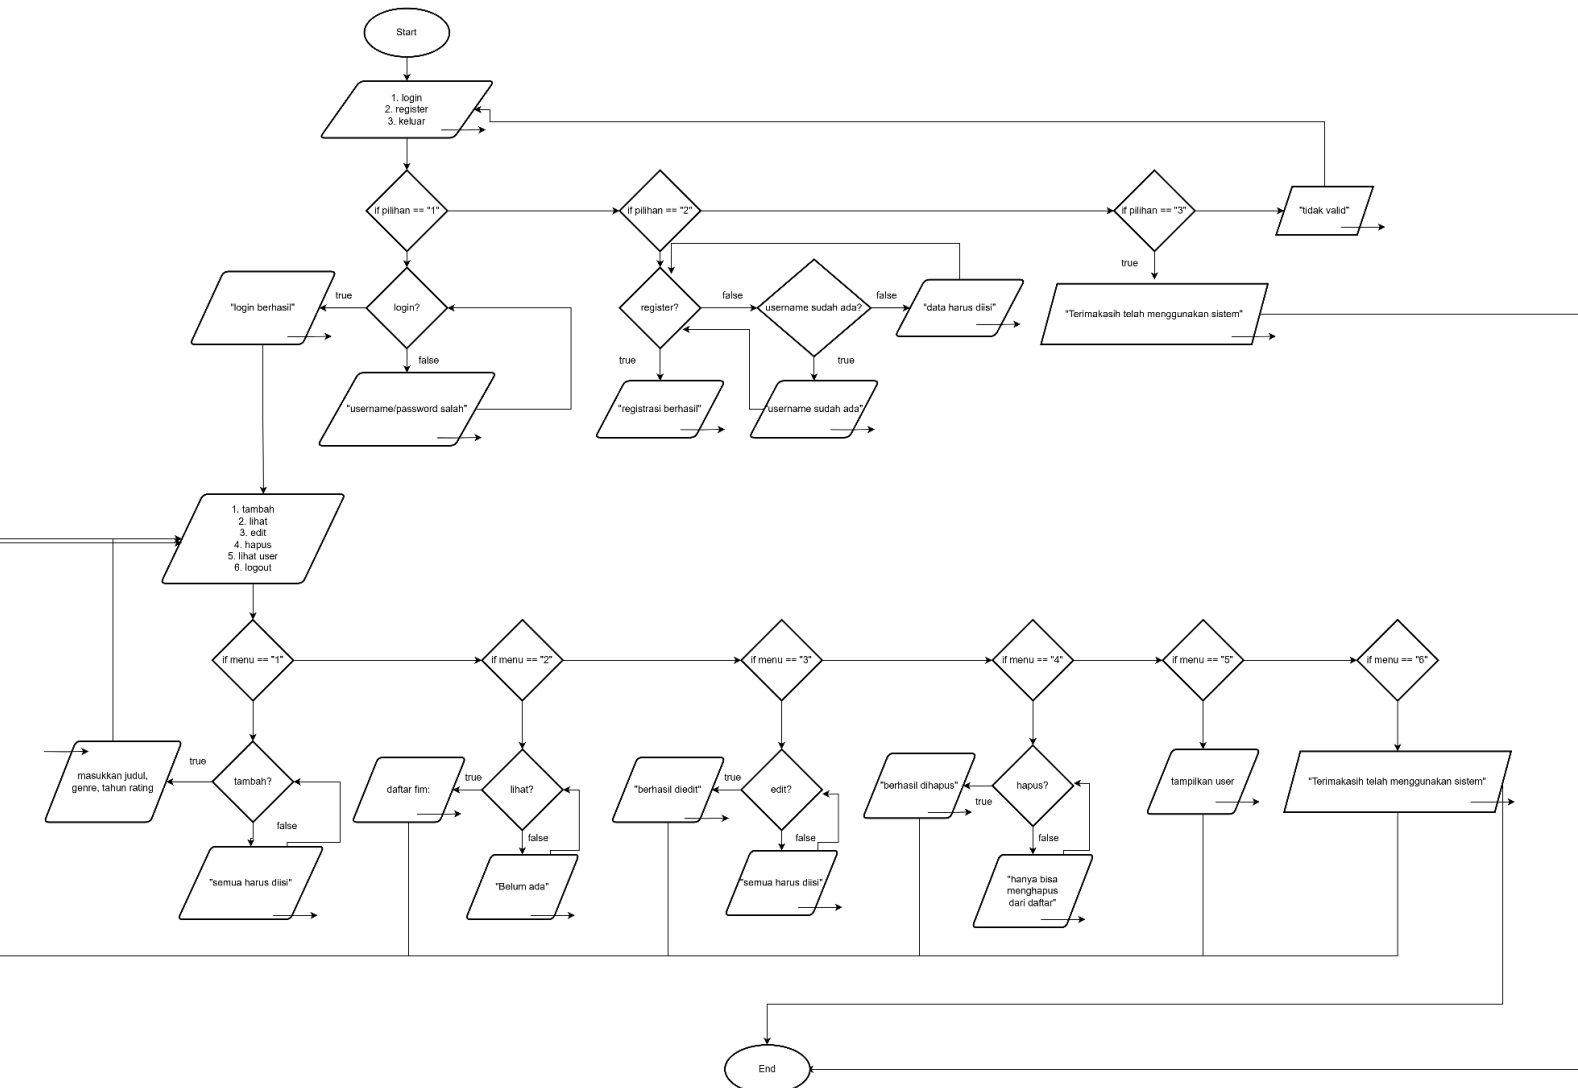 Start
1. login
2. register
3. keluar
if pilihan == "1"
if pilihan == "2"
if pilihan == "3"
"tidak valid"
true
"login berhasil"
true
login?
register?
false
username sudah ada?
false
"data harus diisi"
"Terimakasih telah menggunakan sistem"
false
true
true
"username/password salah"
"registrasi berhasil"
"username sudah ada"
1. tambah
2. lihat
3. edit
4. hapus
5. lihat user
6. logout
if menu == "1"
if menu == "2"
if menu == "3"
if menu == "4"
if menu == "5"
if menu == "6"
masukkan judul,
genre, tahun rating
true
tambah?
daftar fim:
true
lihat?
"berhasil diedit"
true
edit?
"berhasil dihapus"
true
hapus?
tampilkan user
"Terimakasih telah menggunakan sistem"
false
false
false
false
"semua harus diisi"
"Belum ada"
"semua harus diisi"
"hanya bisa
menghapus
dari daftar"
End